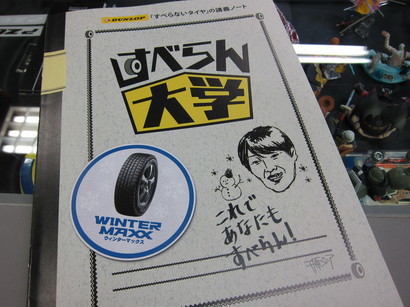 DUNLOP 「すべらないタイヤ」の講義ノート
すべらん
大学
WINTER
MAXX
ウィンターマックス
これで
あなたも
すべらん!